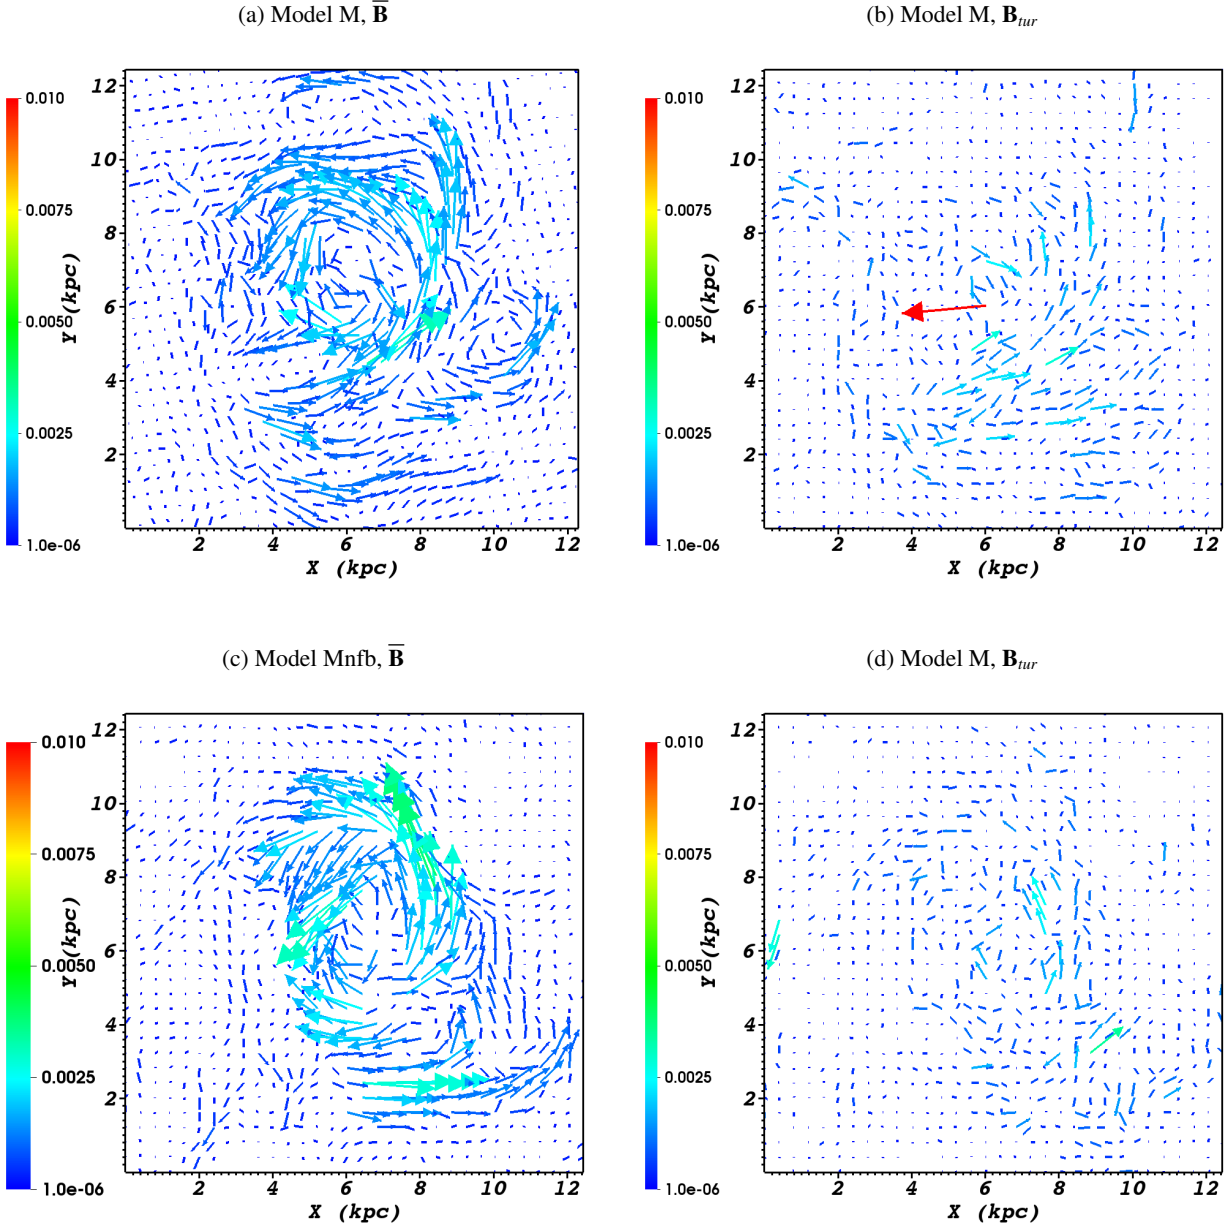 (a) Model M, B̅
(b) Model M, B_tur
0.010
0.0075
0.0050
0.0025
1.0e-06
12
10
8
6
4
2
Y (kpc)
2 4 6 8 10 12
X (kpc)
0.010
0.0075
0.0050
0.0025
1.0e-06
12
10
8
6
4
2
Y (kpc)
2 4 6 8 10 12
X (kpc)
(c) Model Mnfb, B̅
(d) Model M, B_tur
0.010
0.0075
0.0050
0.0025
1.0e-06
12
10
8
6
4
2
Y (kpc)
2 4 6 8 10 12
X (kpc)
0.010
0.0075
0.0050
0.0025
1.0e-06
12
10
8
6
4
2
Y (kpc)
2 4 6 8 10 12
X (kpc)